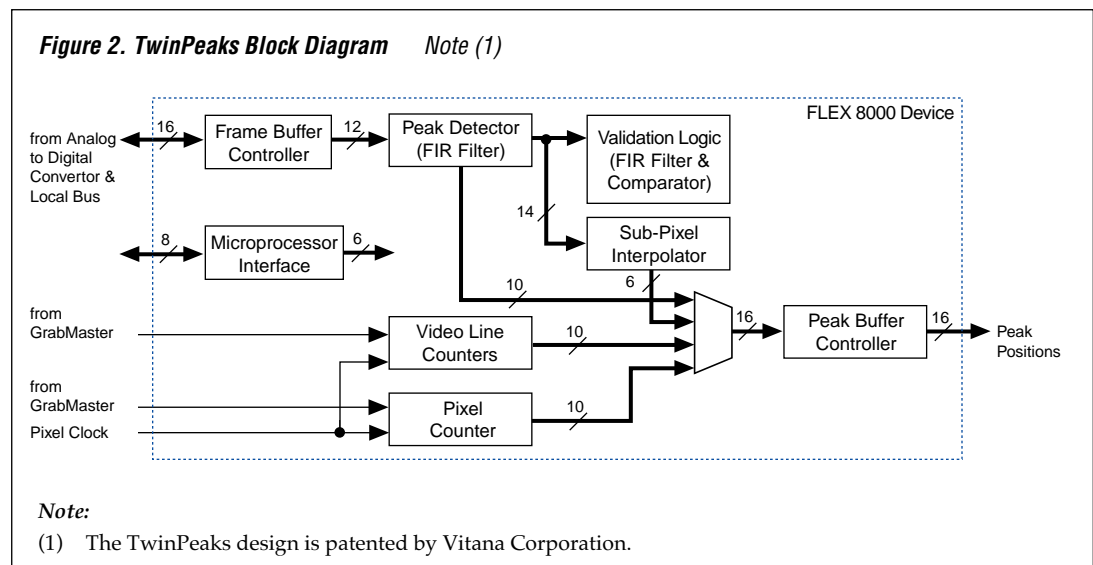 Figure 2. TwinPeaks Block Diagram Note (1)
FLEX 8000 Device
from Analog
to Digital
Convertor &
Local Bus
16
Frame Buffer
Controller
12
Peak Detector
(FIR Filter)
Validation Logic
(FIR Filter &
Comparator)
14
8
Microprocessor
Interface
6
Sub-Pixel
Interpolator
6
10
from
GrabMaster
Video Line
Counters
10
16
Peak Buffer
Controller
16
Peak
Positions
from
GrabMaster
Pixel Clock
Pixel
Counter
10
Note:
(1) The TwinPeaks design is patented by Vitana Corporation.